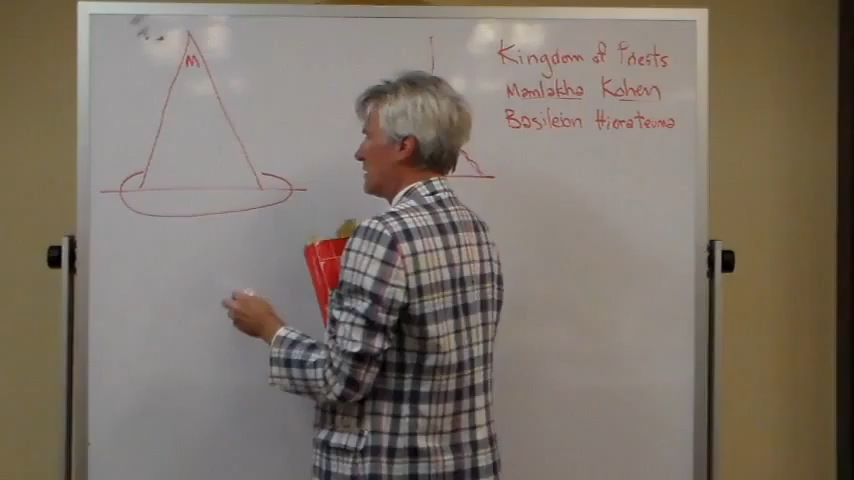 M
Kingdom of Priests
Mamlakha Kohen
Basileion Hierateuma